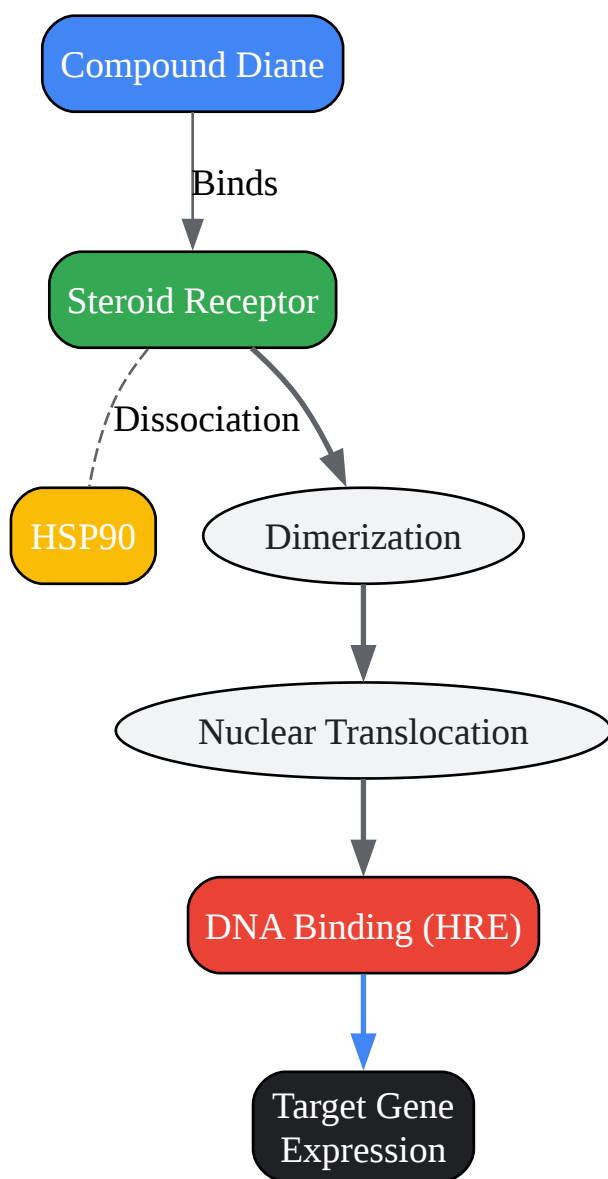 Compound Diane
Binds
Steroid Receptor
Dissociation
HSP90
Dimerization
Nuclear Translocation
DNA Binding (HRE)
Target Gene
Expression